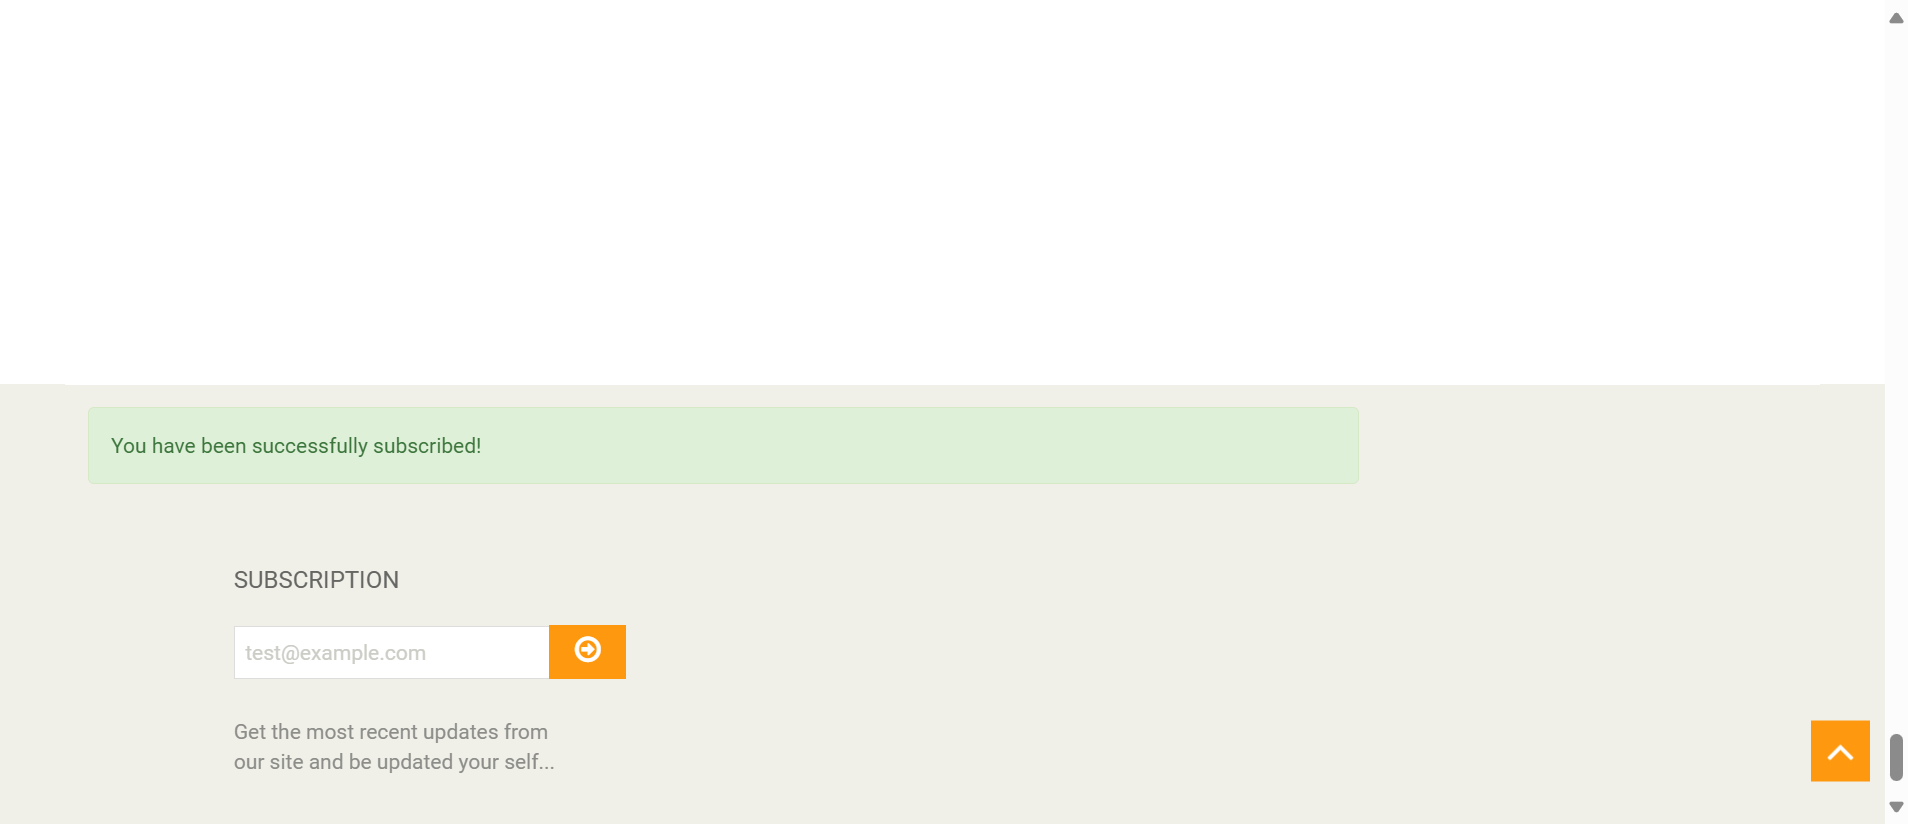 You have been successfully subscribed!
SUBSCRIPTION
test@example.com
Get the most recent updates from
our site and be updated your self...